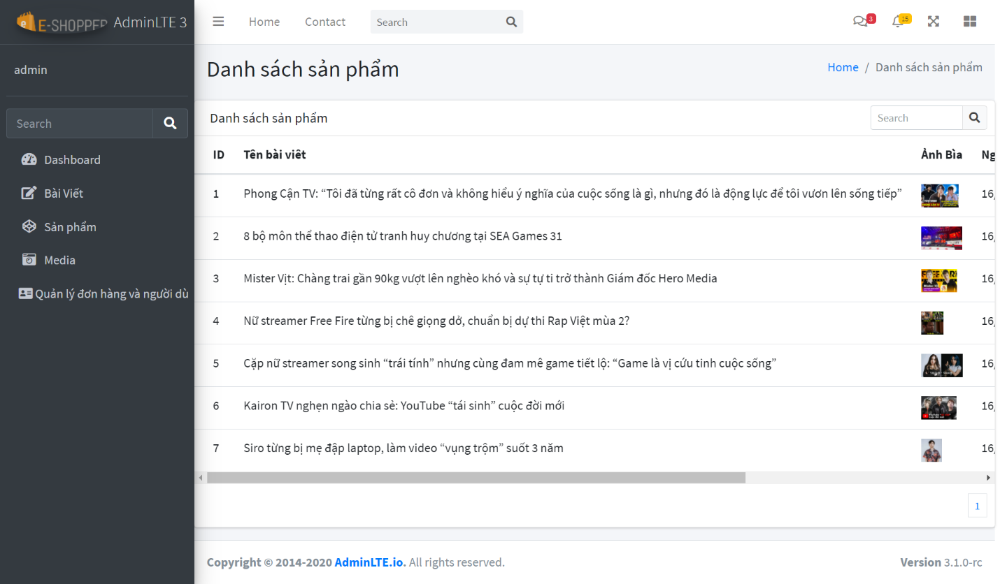 E-SHOPPER AdminLTE 3
Home Contact Search 3 15
admin
Search
Dashboard
Bài Viết
Sản phẩm
Media
Quản lý đơn hàng và người dù
Danh sách sản phẩm
Home / Danh sách sản phẩm
Danh sách sản phẩm Search
ID Tên bài viêt Ảnh Bìa Ng
1 Phong Cận TV: “Tôi đã từng rất cô đơn và không hiểu ý nghĩa của cuộc sống là gì, nhưng đó là động lực để tôi vươn lên sống tiếp” 16,
2 8 bộ môn thể thao điện tử tranh huy chương tại SEA Games 31 16,
3 Mister Vịt: Chàng trai gần 90kg vượt lên nghèo khó và sự tự ti trở thành Giám đốc Hero Media 16,
4 Nữ streamer Free Fire từng bị chê giọng dở, chuẩn bị dự thi Rap Việt mùa 2? 16,
5 Cặp nữ streamer song sinh “trái tính” nhưng cùng đam mê game tiết lộ: “Game là vị cứu tinh cuộc sống” 16,
6 Kairon TV nghẹn ngào chia sẻ: YouTube “tái sinh” cuộc đời mới 16,
7 Siro từng bị mẹ đập laptop, làm video “vụng trộm” suốt 3 năm 16,
1
Copyright © 2014-2020 AdminLTE.io. All rights reserved. Version 3.1.0-rc